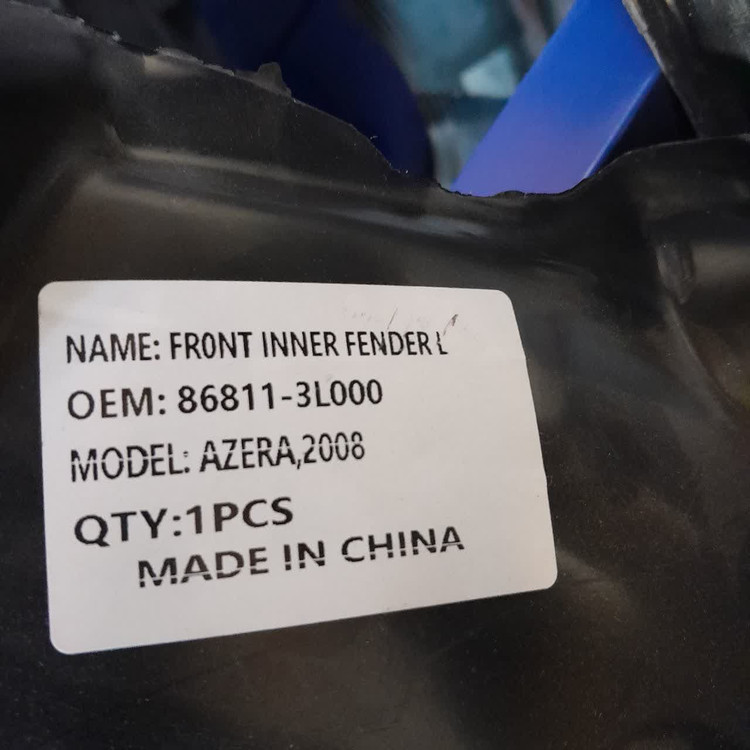 NAME: FRONT INNER FENDER L
OEM: 86811-3L000
MODEL: AZERA,2008
QTY:1PCS
MADE IN CHINA